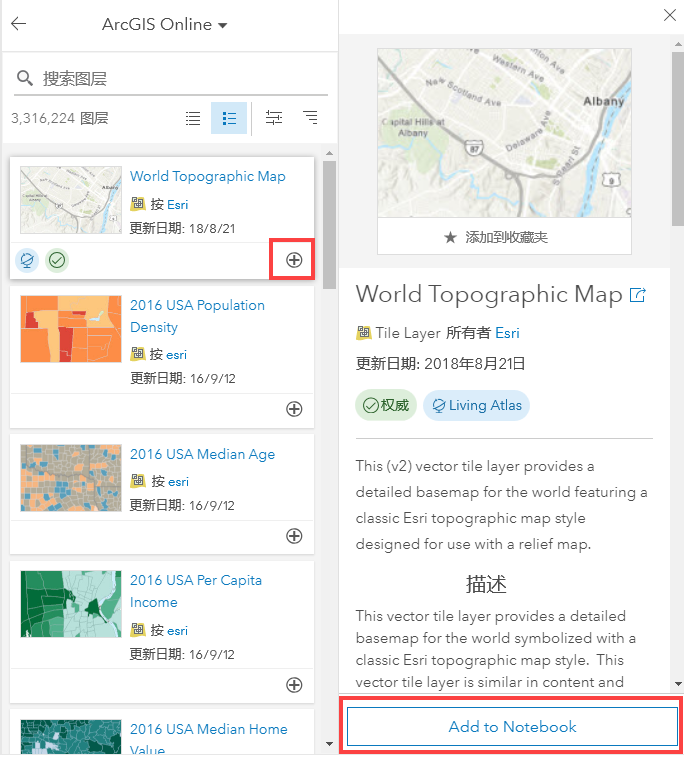 ArcGIS Online
搜索图层
3,316,224 图层
World Topographic Map
按 Esri
更新日期: 18/8/21
2016 USA Population
Density
按 esri
更新日期: 16/9/12
2016 USA Median Age
按 esri
更新日期: 16/9/12
2016 USA Per Capita
Income
按 esri
更新日期: 16/9/12
2016 USA Median Home
Value
Western Ave
Washington Ave
New Scotland Ave
Albany
Capital Hills at
Albany
Delaware Ave
S Pearl St
87
9
添加到收藏夹
World Topographic Map
Tile Layer 所有者 Esri
更新日期: 2018年8月21日
权威
Living Atlas
This (v2) vector tile layer provides a
detailed basemap for the world featuring a
classic Esri topographic map style
designed for use with a relief map.
描述
This vector tile layer provides a detailed
basemap for the world symbolized with a
classic Esri topographic map style. This
vector tile layer is similar in content and
Add to Notebook